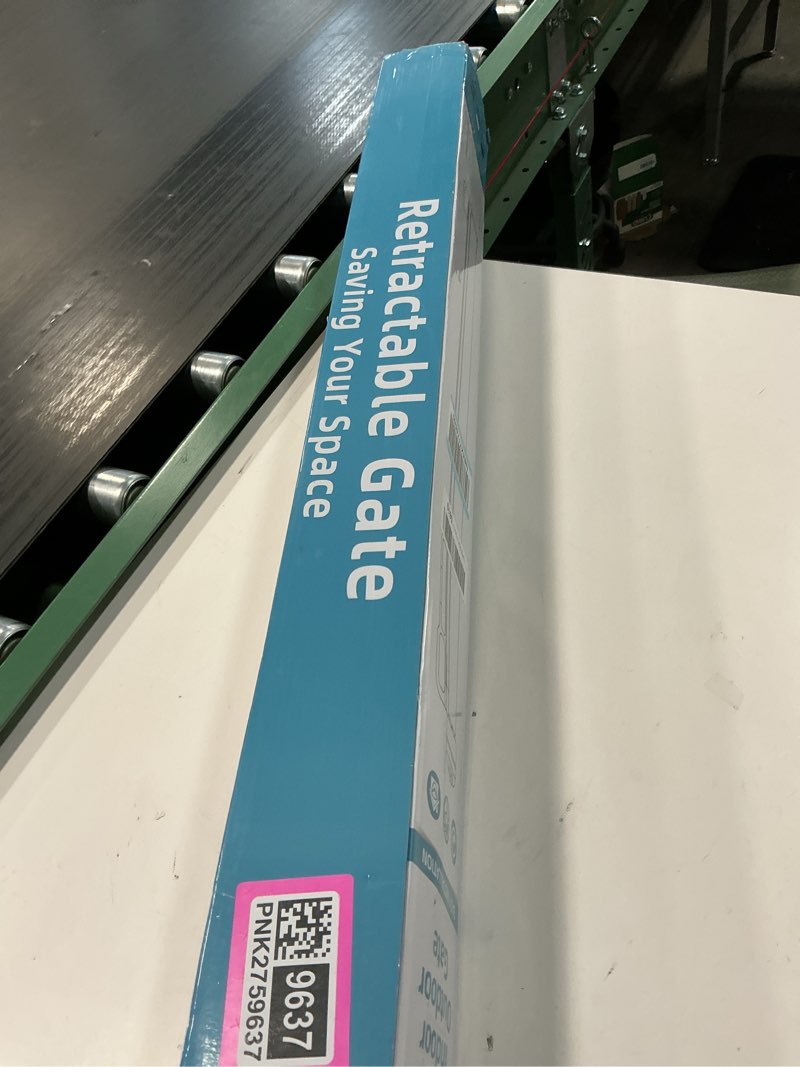 Retractable Gate
Saving Your Space
9637
PNK2759637
Indoor
Outdoor
Gate